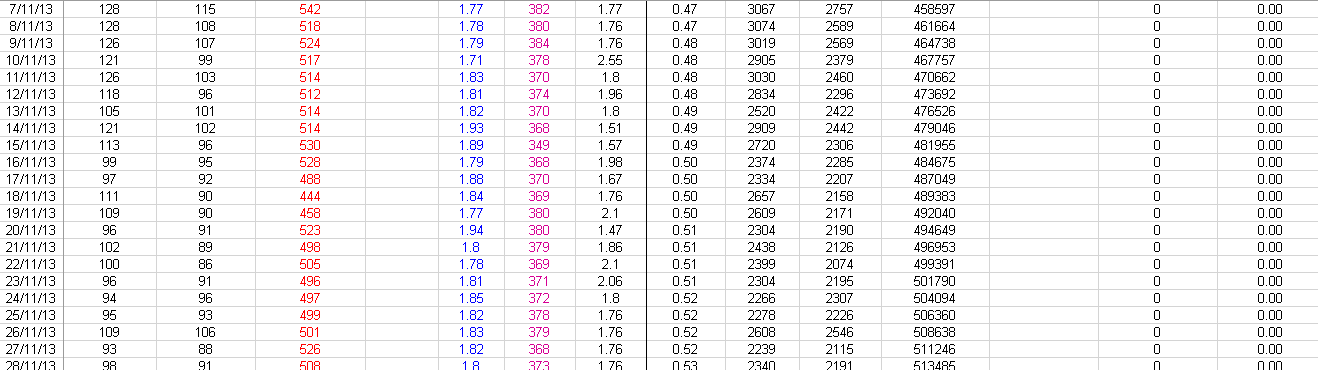 7/11/13 128 115 542 1.77 382 1.77 0.47 3067 2757 458597 0 0.00
8/11/13 128 108 518 1.78 380 1.76 0.47 3074 2589 461664 0 0.00
9/11/13 126 107 524 1.79 384 1.76 0.48 3019 2569 464738 0 0.00
10/11/13 121 99 517 1.71 378 2.55 0.48 2905 2379 467757 0 0.00
11/11/13 126 103 514 1.83 370 1.8 0.48 3030 2460 470662 0 0.00
12/11/13 118 96 512 1.81 374 1.96 0.48 2834 2296 473692 0 0.00
13/11/13 105 101 514 1.82 370 1.8 0.49 2520 2422 476526 0 0.00
14/11/13 121 102 514 1.93 368 1.51 0.49 2909 2442 479046 0 0.00
15/11/13 113 96 530 1.89 349 1.57 0.49 2720 2306 481955 0 0.00
16/11/13 99 95 528 1.79 368 1.98 0.50 2374 2285 484675 0 0.00
17/11/13 97 92 488 1.88 370 1.67 0.50 2334 2207 487049 0 0.00
18/11/13 111 90 444 1.84 369 1.76 0.50 2657 2158 489383 0 0.00
19/11/13 109 90 458 1.77 380 2.1 0.50 2609 2171 492040 0 0.00
20/11/13 96 91 523 1.94 380 1.47 0.51 2304 2190 494649 0 0.00
21/11/13 102 89 498 1.8 379 1.86 0.51 2438 2126 496953 0 0.00
22/11/13 100 86 505 1.78 369 2.1 0.51 2399 2074 499391 0 0.00
23/11/13 96 91 496 1.81 371 2.06 0.51 2304 2195 501790 0 0.00
24/11/13 94 96 497 1.85 372 1.8 0.52 2266 2307 504094 0 0.00
25/11/13 95 93 499 1.82 378 1.76 0.52 2278 2226 506360 0 0.00
26/11/13 109 106 501 1.83 379 1.76 0.52 2608 2546 508638 0 0.00
27/11/13 93 88 526 1.82 368 1.76 0.52 2239 2115 511246 0 0.00
28/11/13 98 91 508 1.8 373 1.76 0.53 2340 2191 513485 0 0.00